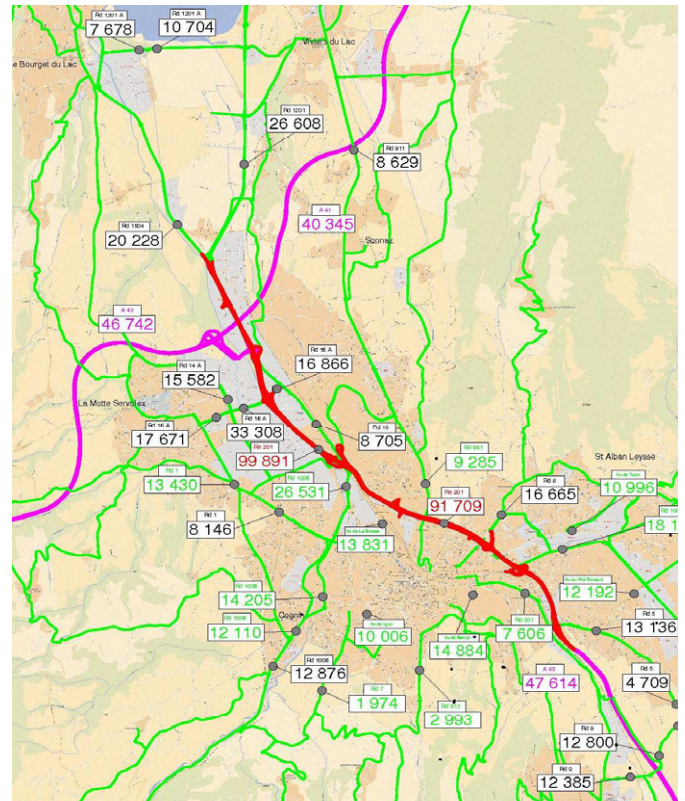 Rd 1201 A
7 678
Rd 1201 A
10 704
Viviers du Lac
e Bourget du Lac
Rd 1201
26 608
Rd 911
8 629
A 41
40 345
Rd 1504
20 228
Sonnaz
A 43
46 742
Rd 16 A
16 866
Rd 14 A
15 582
La Motte Servolex
Rd 16 A
33 308
Rd 16 A
17 671
Rd 10
8 705
Rn 201
99 891
Rd 991
9 285
St Alban Leysse
Rd 8
16 665
10 996
Rd 1
13 430
Rd 1006
26 531
Rn 201
91 709
18 1
Rd 1
8 146
13 831
Rd 1006
14 205
12 192
Cognin
Rd 1006
12 110
Av de Lyon
10 006
14 884
Rd 201
7 606
Rd 5
13 136
Rd 1006
12 876
A 43
47 614
Rd 5
4 709
Rd 7
1 974
Rd 912
2 993
Rd 9
12 800
Rd 9
12 385